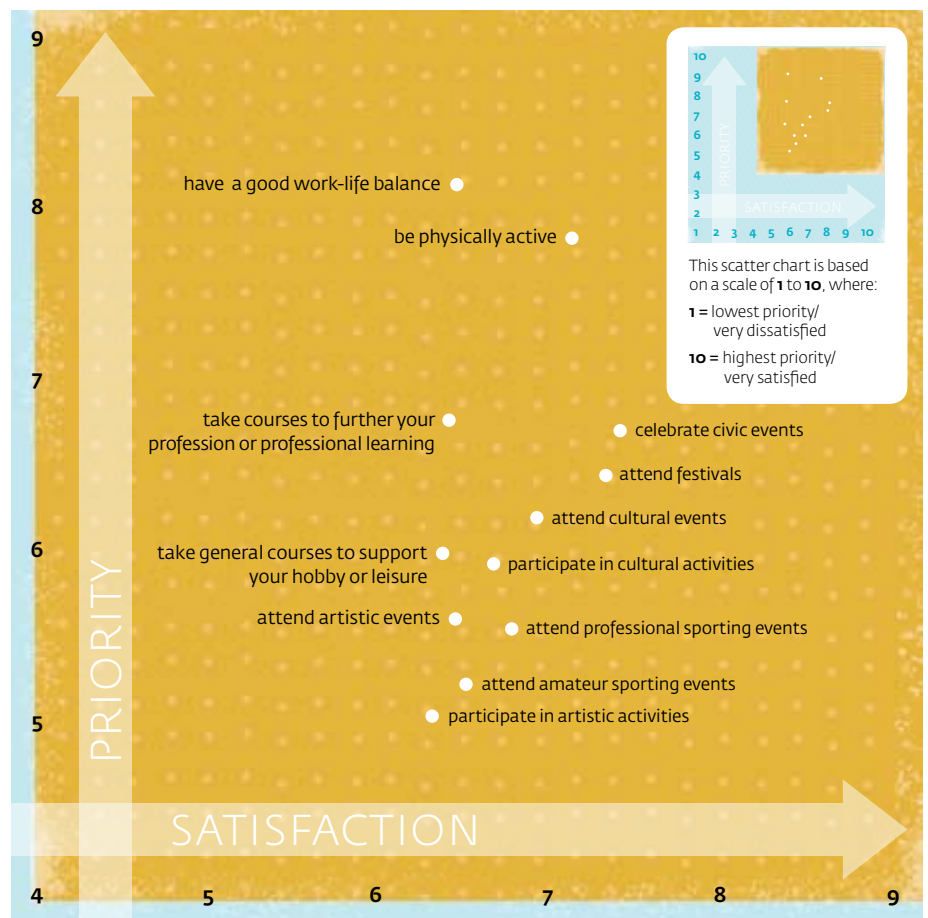 9
have a good work-life balance
8
be physically active
7
take courses to further your
profession or professional learning
celebrate civic events
attend festivals
attend cultural events
6
take general courses to support
your hobby or leisure
participate in cultural activities
attend artistic events
attend professional sporting events
attend amateur sporting events
5
participate in artistic activities
PRIORITY
SATISFACTION
4 5 6 7 8 9
10
9
8
7
6
5
4
3
2
PRIORITY
SATISFACTION
1 2 3 4 5 6 7 8 9 10
This scatter chart is based
on a scale of 1 to 10, where:
1 = lowest priority/
very dissatisfied
10 = highest priority/
very satisfied